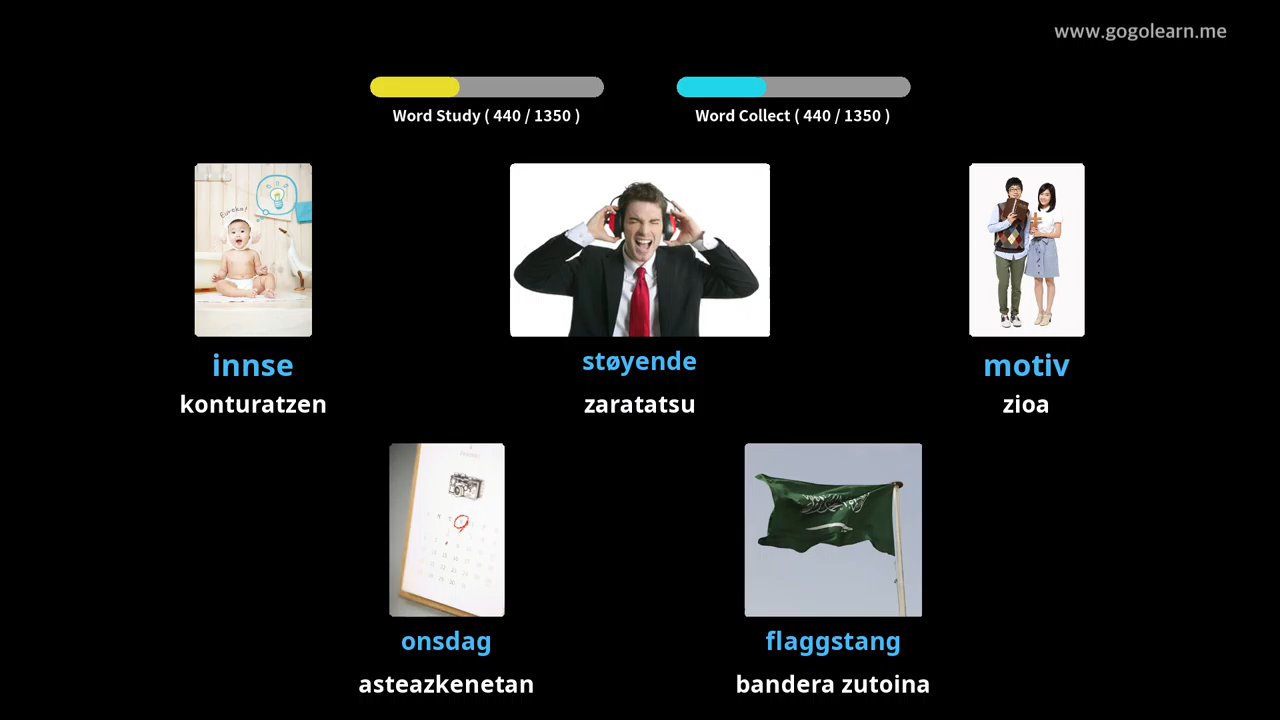 www.gogolearn.me
Word Study ( 440 / 1350 )
Word Collect ( 440 / 1350 )
Eureka!
innse
støyende
motiv
konturatzen
zaratatsu
zioa
onsdag
flaggstang
asteazkenetan
bandera zutoina